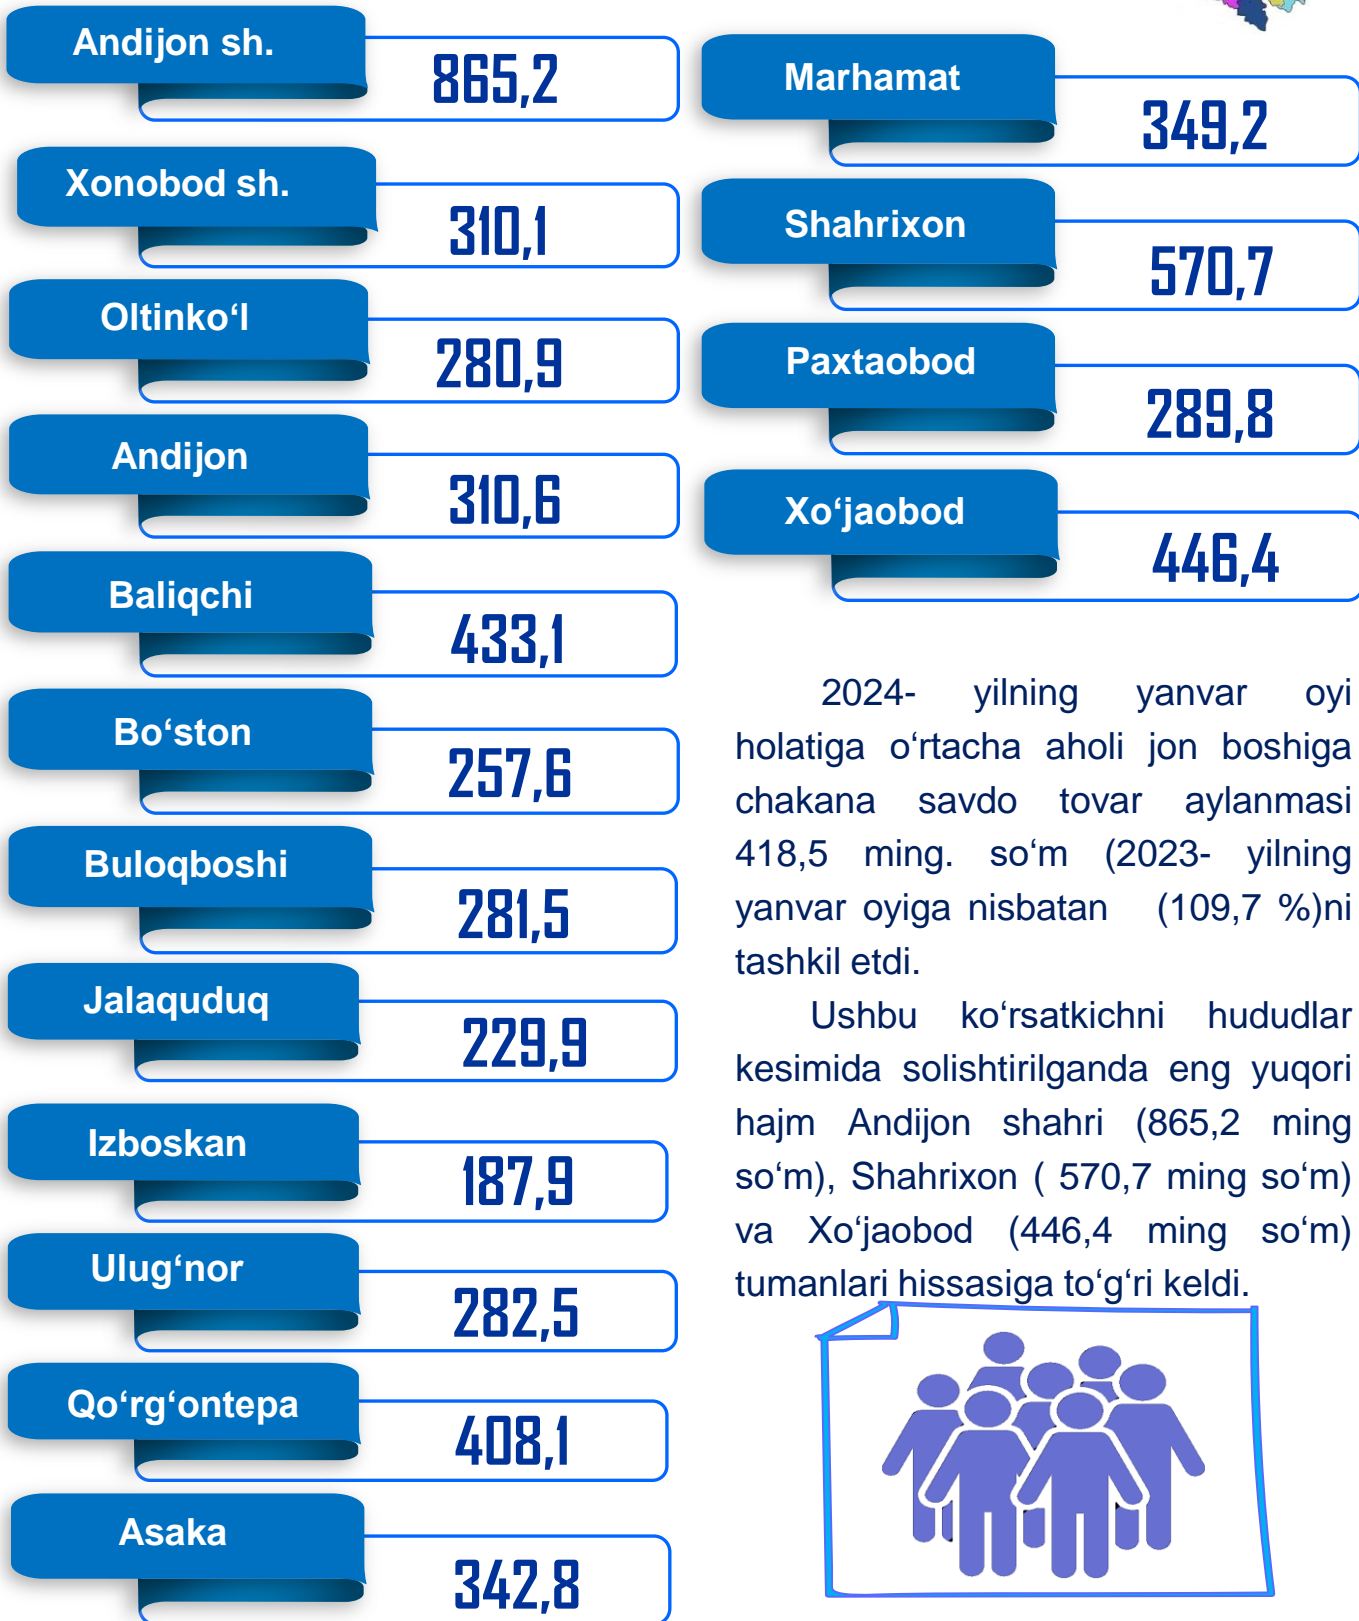 Andijon sh.
865,2
Xonobod sh.
310,1
Oltinko‘l
280,9
Andijon
310,6
Baliqchi
433,1
Bo‘ston
257,6
Buloqboshi
281,5
Jalaquduq
229,9
Izboskan
187,9
Ulug‘nor
282,5
Qo‘rg‘ontepa
408,1
Asaka
342,8
Marhamat
349,2
Shahrixon
570,7
Paxtaobod
289,8
Xo‘jaobod
446,4
2024- yilning yanvar oyi
holatiga o‘rtacha aholi jon boshiga
chakana savdo tovar aylanmasi
418,5 ming. so‘m (2023- yilning
yanvar oyiga nisbatan (109,7 %)ni
tashkil etdi.
Ushbu ko‘rsatkichni hududlar
kesimida solishtirilganda eng yuqori
hajm Andijon shahri (865,2 ming
so‘m), Shahrixon ( 570,7 ming so‘m)
va Xo‘jaobod (446,4 ming so‘m)
tumanlari hissasiga to‘g‘ri keldi.